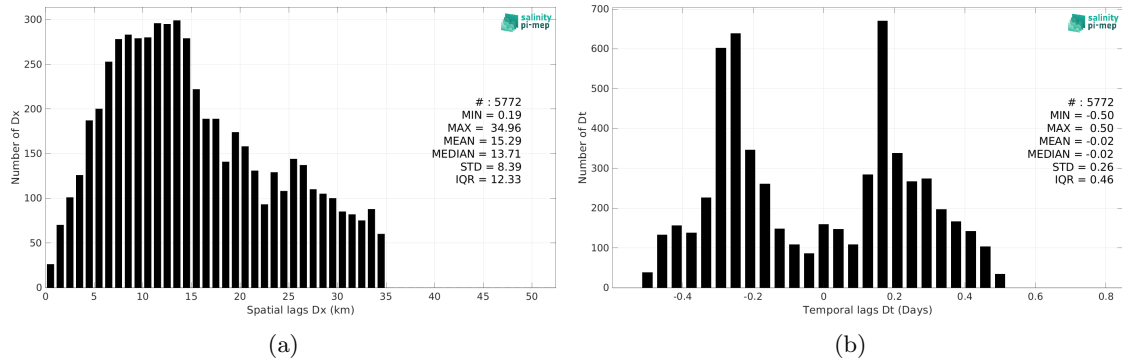 300
250
200
150
100
50
0
Number of Dx
salinity
pi-mep
# : 5772
MIN = 0.19
MAX = 34.96
MEAN = 15.29
MEDIAN = 13.71
STD = 8.39
IQR = 12.33
0 5 10 15 20 25 30 35 40 45 50
Spatial lags Dx (km)
(a)
700
600
500
400
300
200
100
0
Number of Dt
salinity
pi-mep
# : 5772
MIN = -0.50
MAX = 0.50
MEAN = -0.02
MEDIAN = -0.02
STD = 0.26
IQR = 0.46
-0.4 -0.2 0 0.2 0.4 0.6 0.8
Temporal lags Dt (Days)
(b)